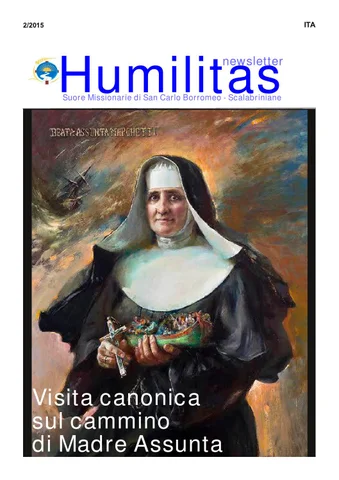 2/2015
ITA
newsletter
Humilitas
Suore Missionarie di San Carlo Borromeo - Scalabriniane
BEATA ASSUNTA MARCHETTI
Visita canonica
sul cammino
di Madre Assunta